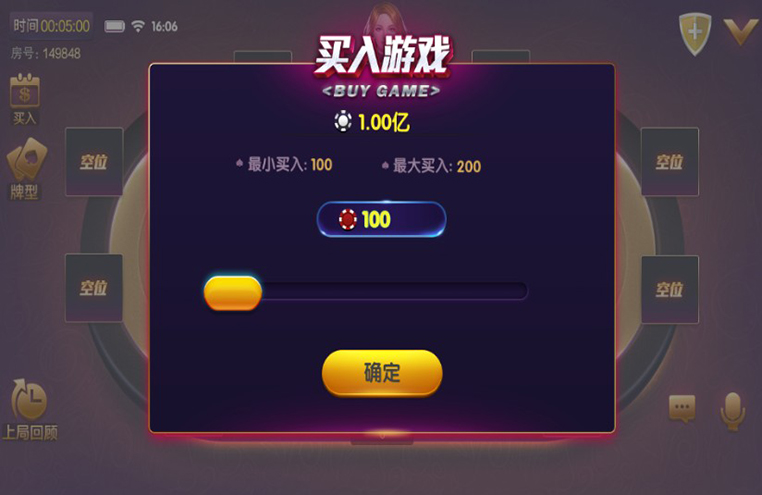 时间 00:05:00 16:06
房号: 149848
买入游戏
<BUY GAME>
1.00亿
买入
最小买入: 100 最大买入: 200
空位 空位
牌型
100
空位 空位
确定
上局回顾